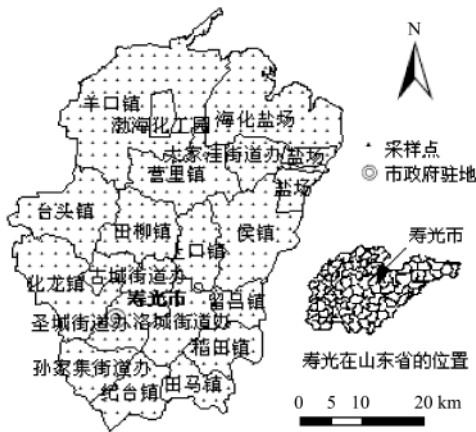 N
羊口镇
渤海化工园
海化盐场
大家洼街道办
盐场
营里镇
盐场
采样点
市政府驻地
台头镇
田柳镇
上口镇
侯镇
寿光市
化龙镇
古城街道办
寿光市
留吕镇
圣城街道办
洛城街道办
稻田镇
寿光在山东省的位置
孙家集街道办
纪台镇
田马镇
0 5 10 20 km